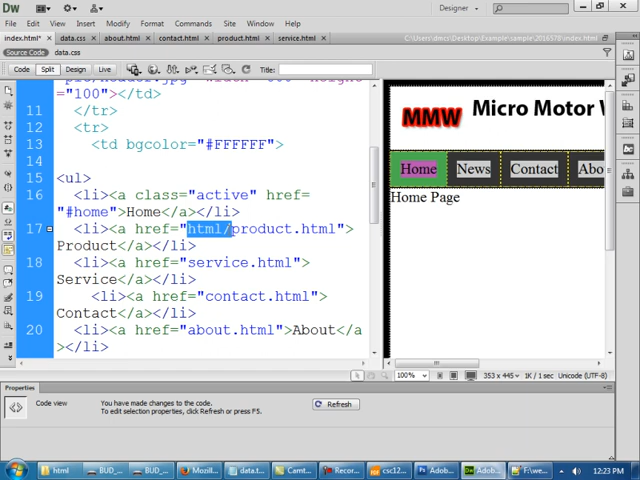 Dw
Designer
File Edit View Insert Modify Format Commands Site Window Help
index.html* data.css about.html contact.html product.html service.html
C:\Users\dmcs\Desktop\Example\sample\2016578\index.html
Source Code data.css
Code Split Design Live Title:
="100"></td>
11 </tr>
12 <tr>
13 <td bgcolor="#FFFFFF">
14
15 <ul>
16 <li><a class="active" href=
"#home">Home</a></li>
17 <li><a href="html/product.html">
Product</a></li>
18 <li><a href="service.html">
Service</a></li>
19 <li><a href="contact.html">
Contact</a></li>
20 <li><a href="about.html">About</a
></li>
MMW Micro Motor W
Home News Contact Abo
Home Page
100% 353 x 445 1K / 1 sec Unicode (UTF-8)
Properties
Code view You have made changes to the code.
To edit selection properties, click Refresh or press F5.
Refresh
html BUD_... BUD_... Mozill... data.t... Camt... Recor... csc12... Adob... Adob... F:\we... 12:23 PM